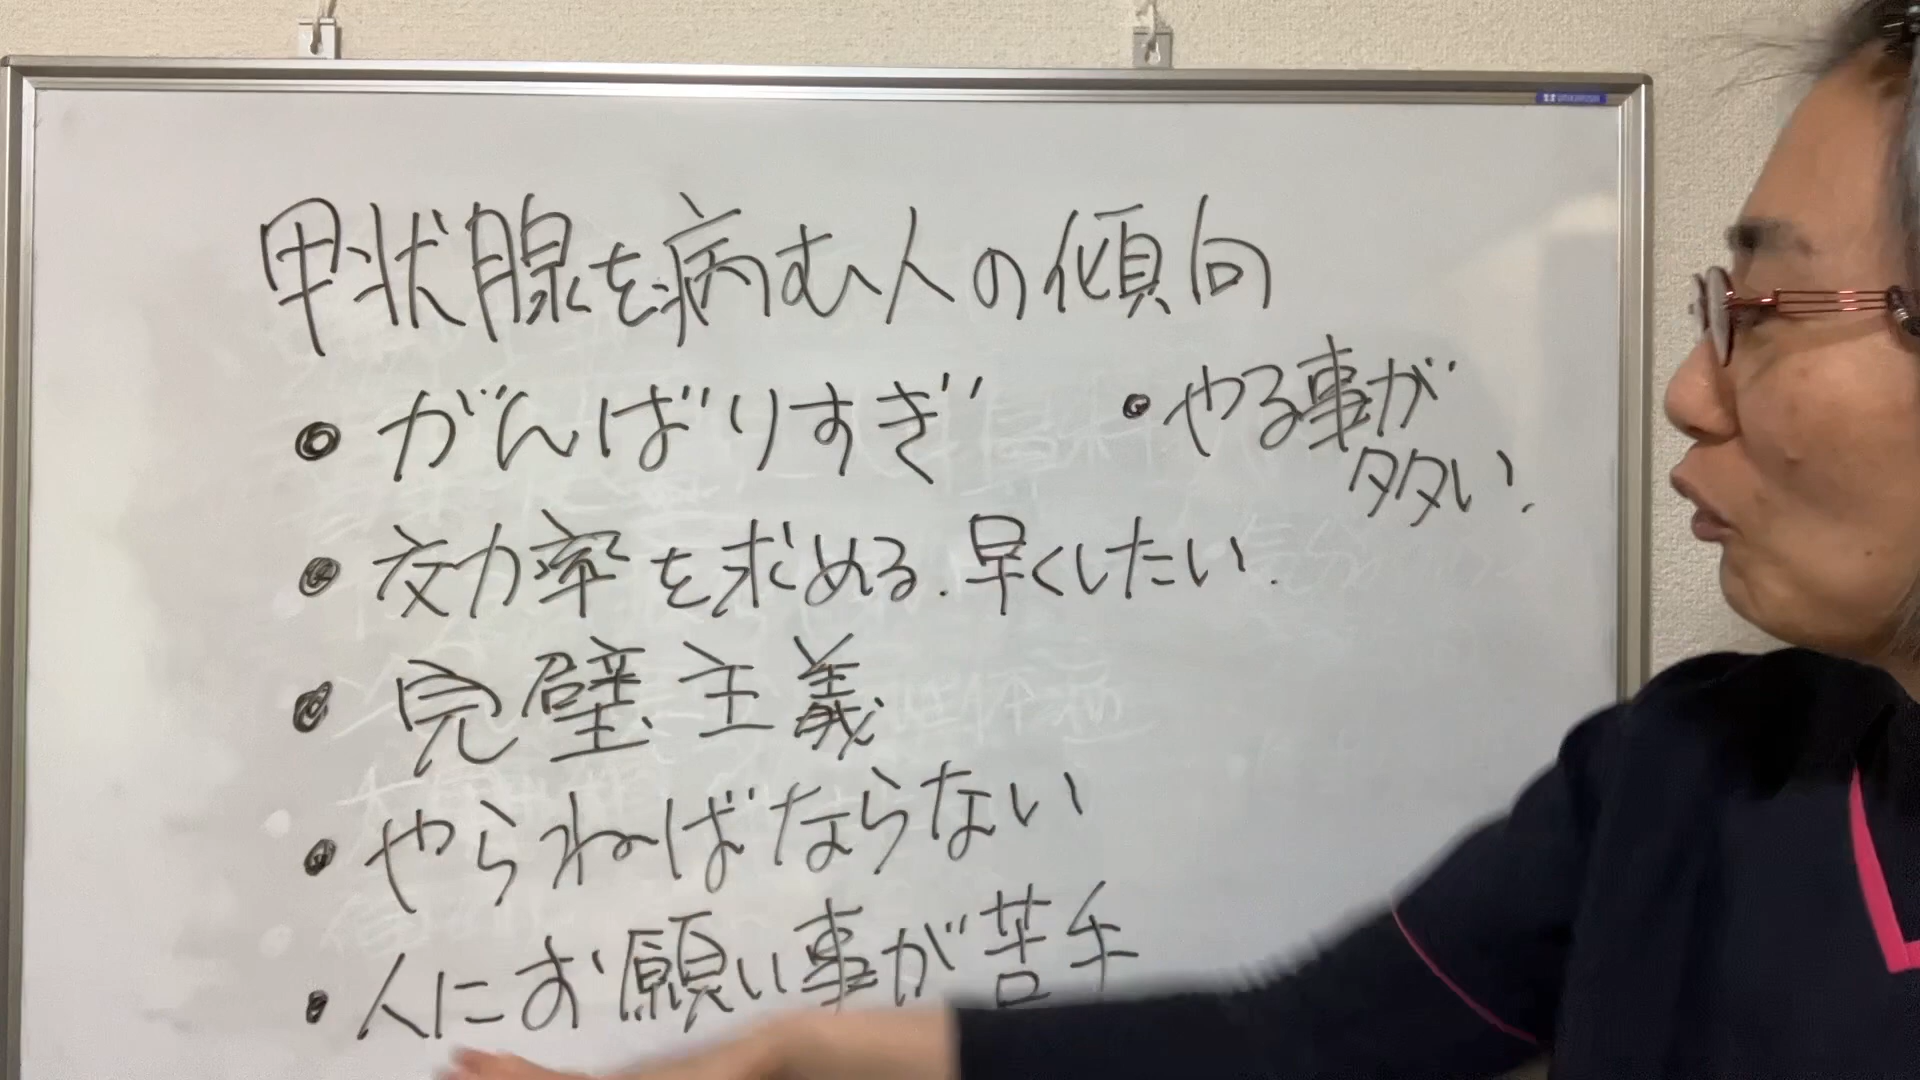 甲状腺を病む人の傾向
• がんばりすぎ
• やる事が
多い.
• 効率を求める. 早くしたい.
• 完璧主義
• やらねばならない
• 人にお願い事が苦手